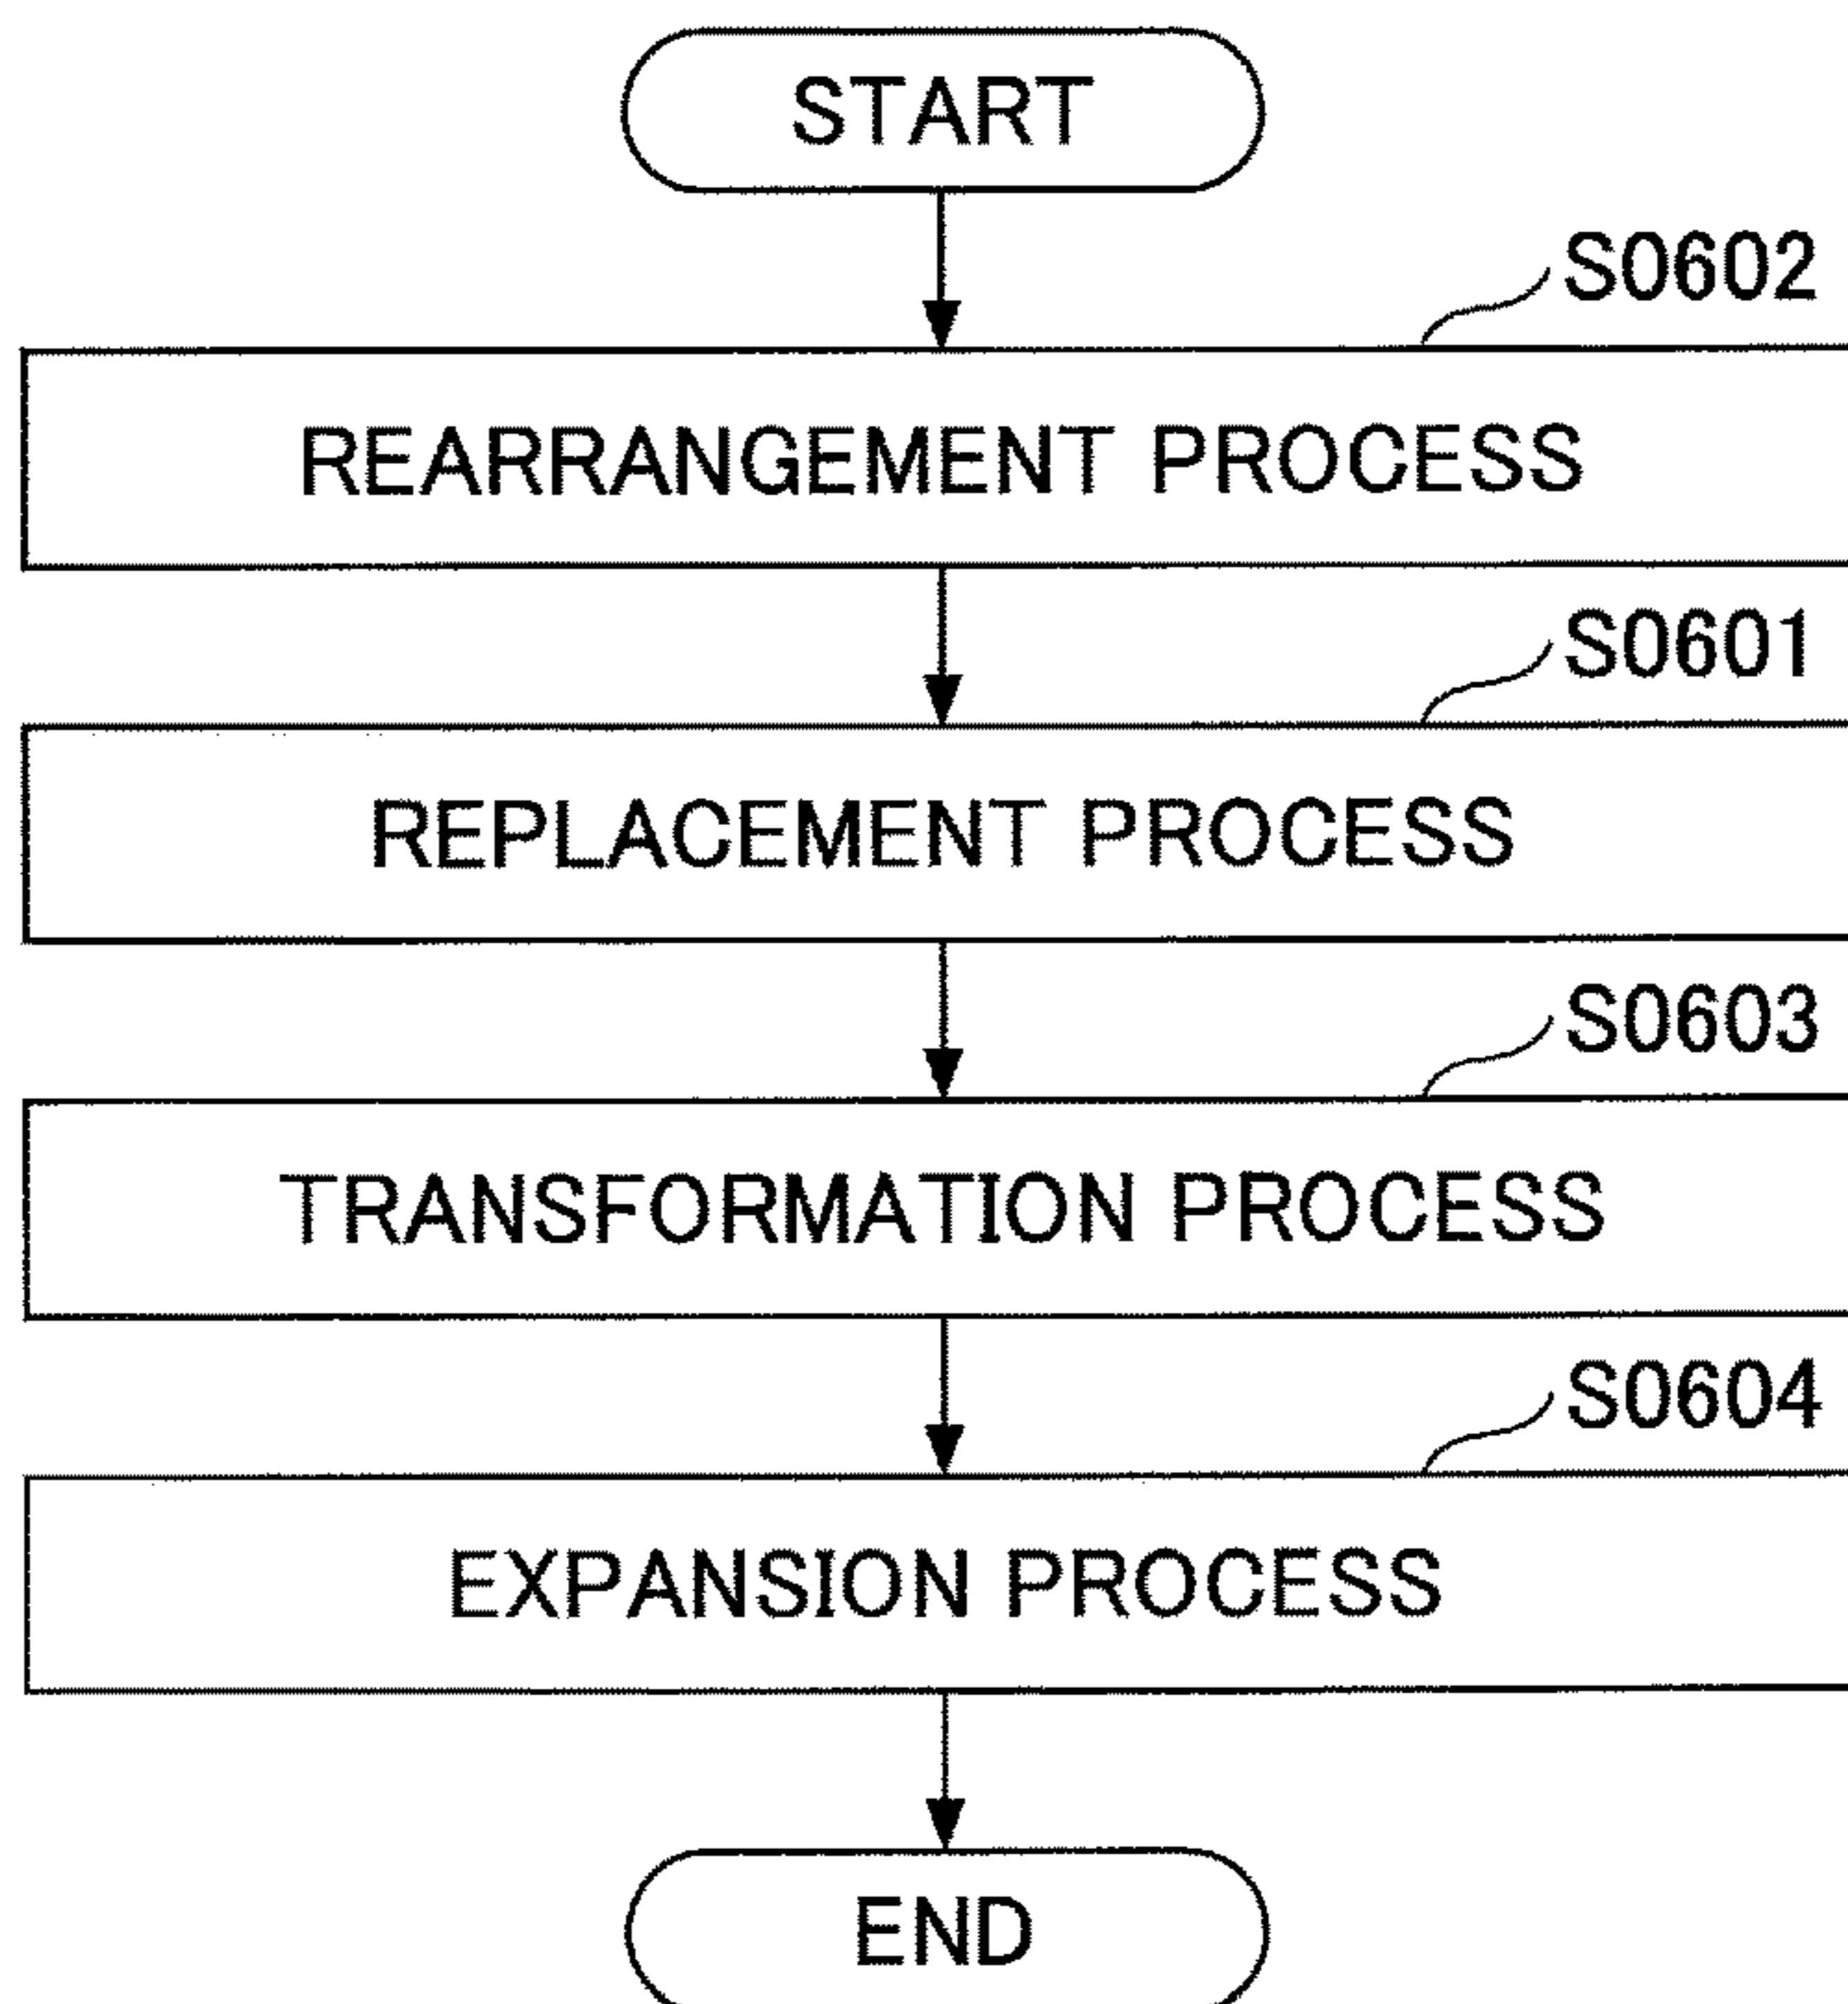 START
S0602
REARRANGEMENT PROCESS
S0601
REPLACEMENT PROCESS
S0603
TRANSFORMATION PROCESS
S0604
EXPANSION PROCESS
END